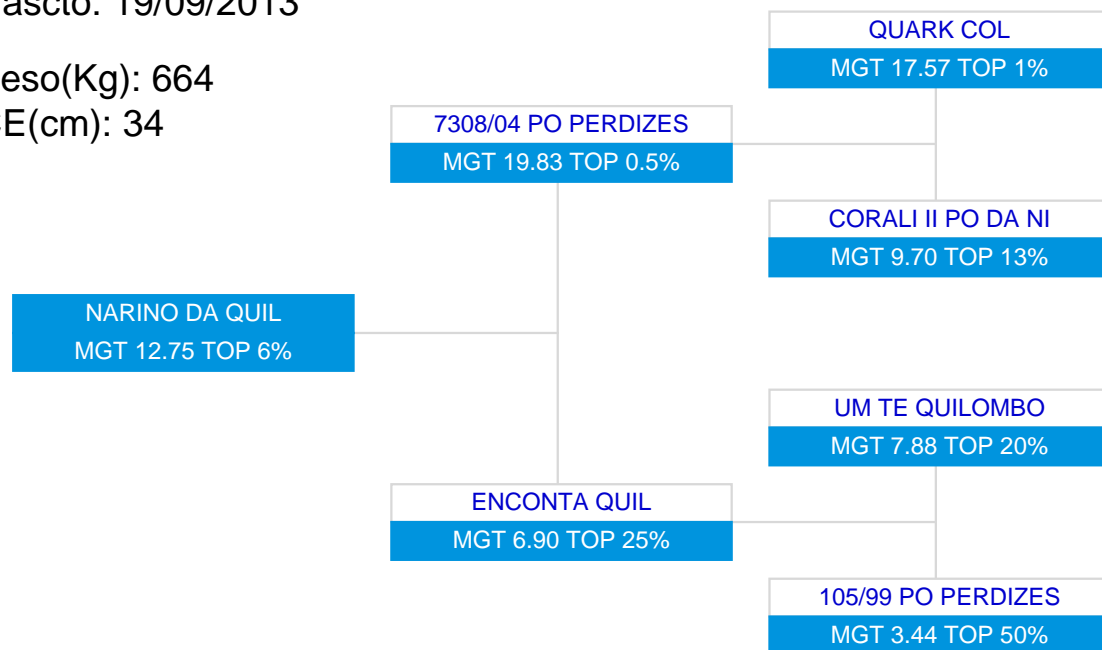 ascto: 19/09/2013
eso(Kg): 664
E(cm): 34
QUARK COL
MGT 17.57 TOP 1%
7308/04 PO PERDIZES
MGT 19.83 TOP 0.5%
CORALI II PO DA NI
MGT 9.70 TOP 13%
NARINO DA QUIL
MGT 12.75 TOP 6%
UM TE QUILOMBO
MGT 7.88 TOP 20%
ENCONTA QUIL
MGT 6.90 TOP 25%
105/99 PO PERDIZES
MGT 3.44 TOP 50%